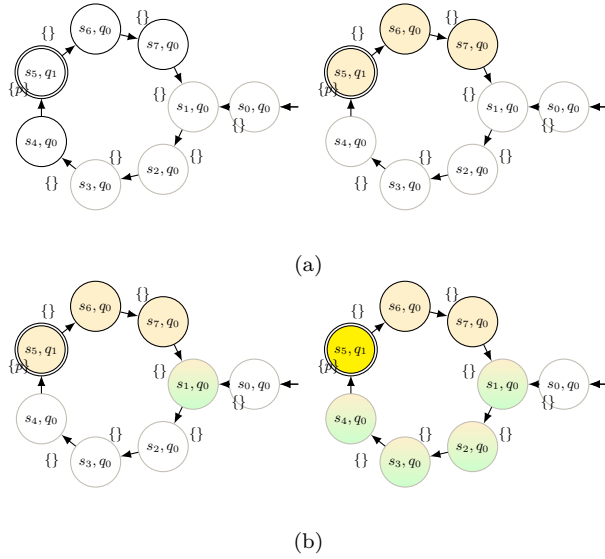 {} s6, q0 {} s7, q0
s5, q1 {p}
{} s1, q0 s0, q0 {}
s4, q0
{} s3, q0 {} s2, q0 {}
{} s6, q0 {} s7, q0
s5, q1 {p}
{} s1, q0 s0, q0 {}
s4, q0
{} s3, q0 {} s2, q0 {}
(a)
{} s6, q0 {} s7, q0
s5, q1 {p}
{} s1, q0 s0, q0 {}
s4, q0
{} s3, q0 {} s2, q0 {}
{} s6, q0 {} s7, q0
s5, q1 {p}
{} s1, q0 s0, q0 {}
s4, q0
{} s3, q0 {} s2, q0 {}
(b)